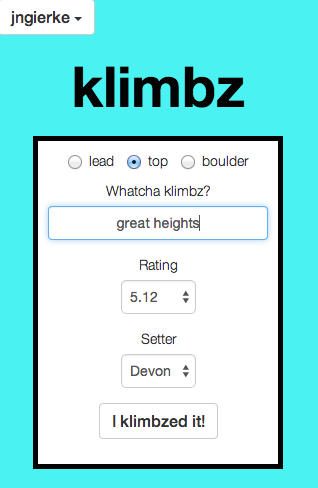 jngierke
klimbz
lead top boulder
Whatcha klimbz?
great heights
Rating
5.12
Setter
Devon
I klimbzed it!